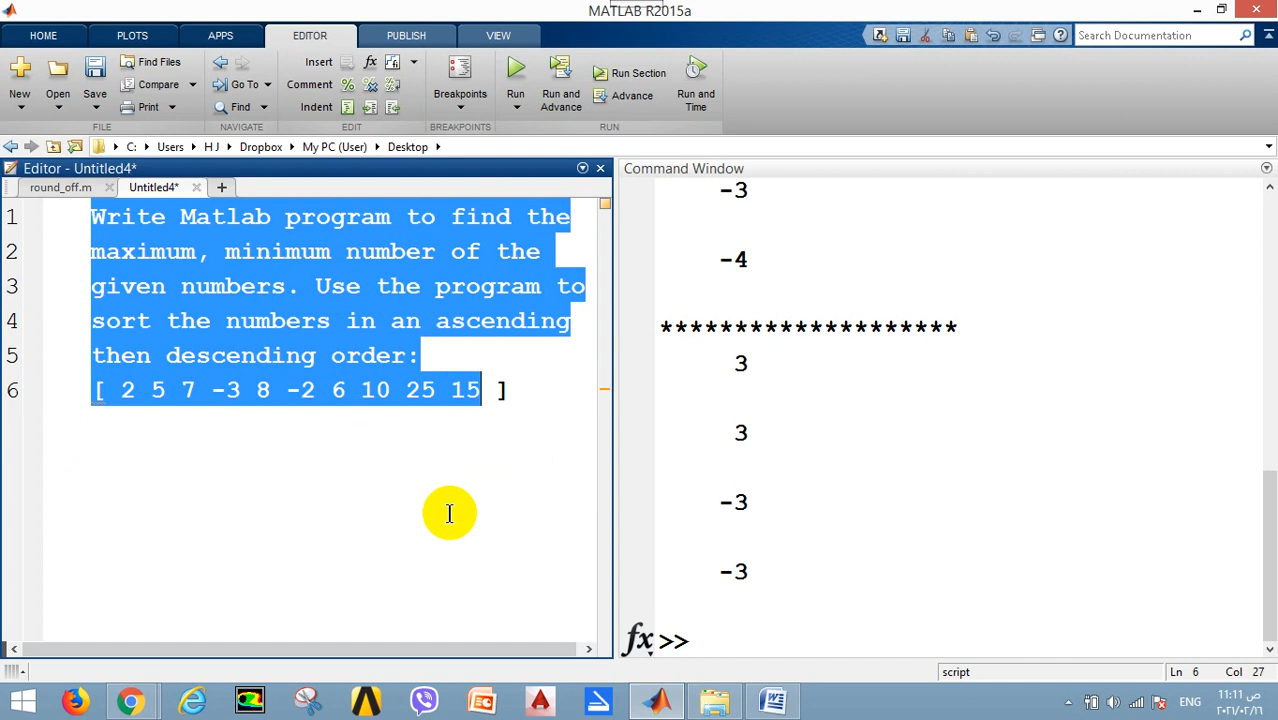 MATLAB R2015a
HOME PLOTS APPS EDITOR PUBLISH VIEW
Search Documentation
New
Open
Save
Find Files
Compare
Print
FILE
Go To
Find
NAVIGATE
Insert
Comment
Indent
EDIT
Breakpoints
BREAKPOINTS
Run
Run and Advance
Run Section
Advance
Run and Time
RUN
C: Users H J Dropbox My PC (User) Desktop
Editor - Untitled4*
round_off.m Untitled4*
1 Write Matlab program to find the
2 maximum, minimum number of the
3 given numbers. Use the program to
4 sort the numbers in an ascending
5 then descending order:
6 [ 2 5 7 -3 8 -2 6 10 25 15 ]
Command Window
-3
-4
********************
3
3
-3
-3
fx >>
script
Ln 6 Col 27
ENG
ص 11:11